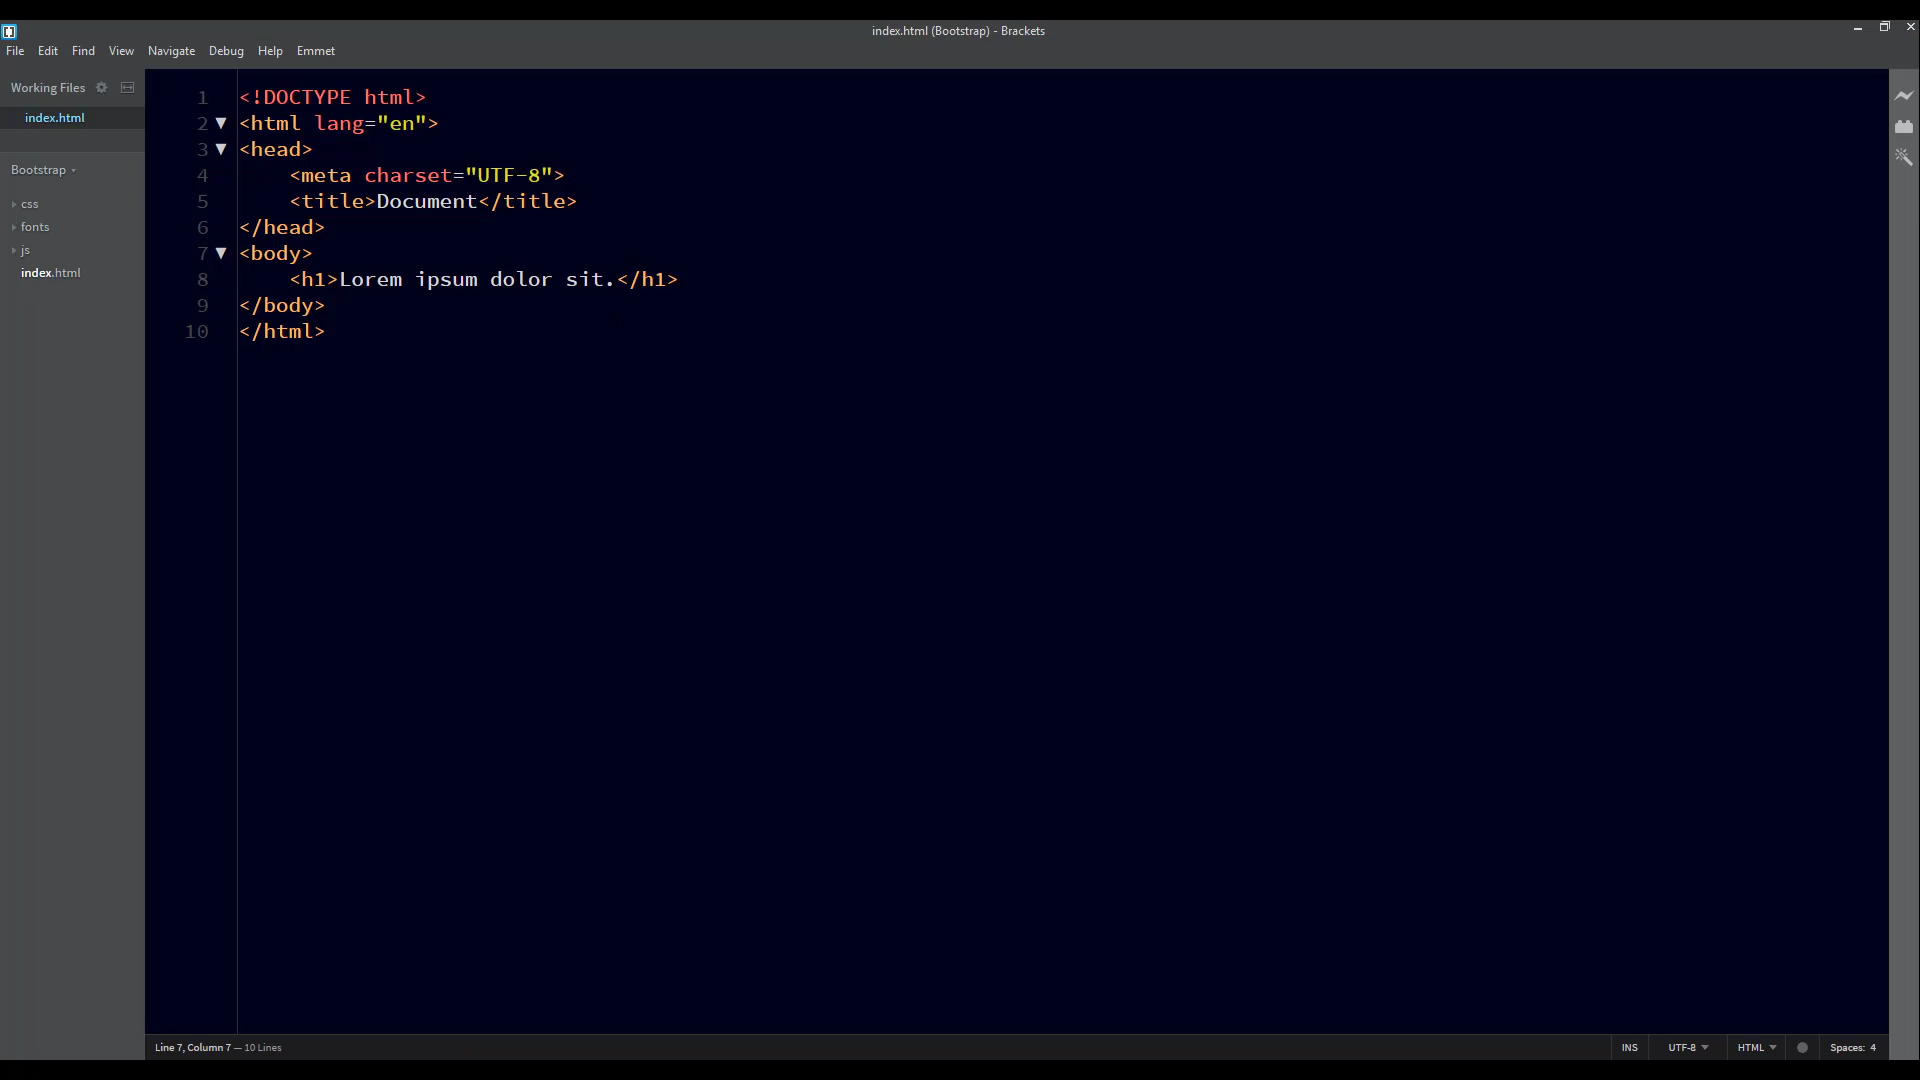 index.html (Bootstrap) - Brackets
File Edit Find View Navigate Debug Help Emmet
Working Files
index.html
Bootstrap
css
fonts
js
index.html
1 <!DOCTYPE html>
2 <html lang="en">
3 <head>
4     <meta charset="UTF-8">
5     <title>Document</title>
6 </head>
7 <body>
8     <h1>Lorem ipsum dolor sit.</h1>
9 </body>
10 </html>
Line 7, Column 7 — 10 Lines INS UTF-8 HTML Spaces: 4